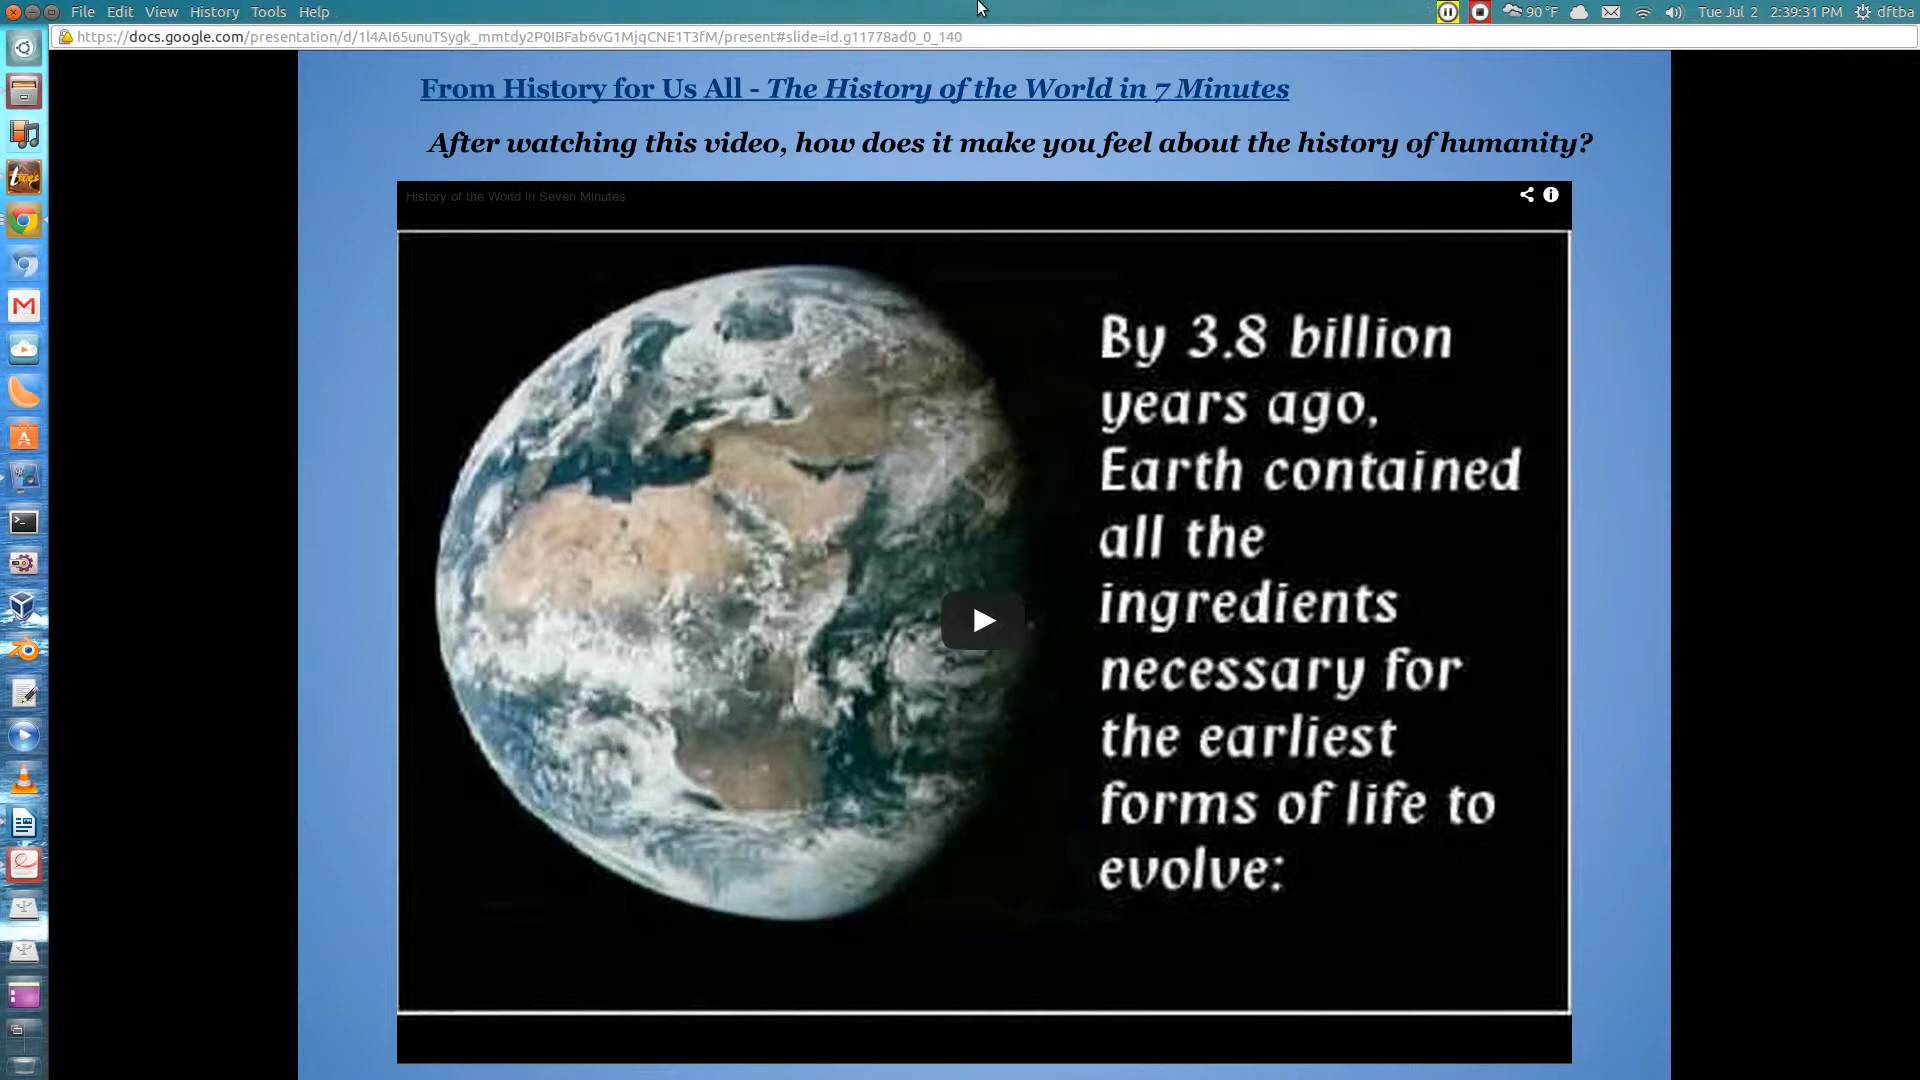 File Edit View History Tools Help
90 °F Tue Jul 2 2:39:31 PM dftba
https://docs.google.com/presentation/d/1l4AI65unuTSygk_mmtdy2P0IBFab6vG1MjqCNE1T3fM/present#slide=id.g11778ad0_0_140
From History for Us All - The History of the World in 7 Minutes
After watching this video, how does it make you feel about the history of humanity?
History of the World in Seven Minutes
By 3.8 billion
years ago,
Earth contained
all the
ingredients
necessary for
the earliest
forms of life to
evolve: